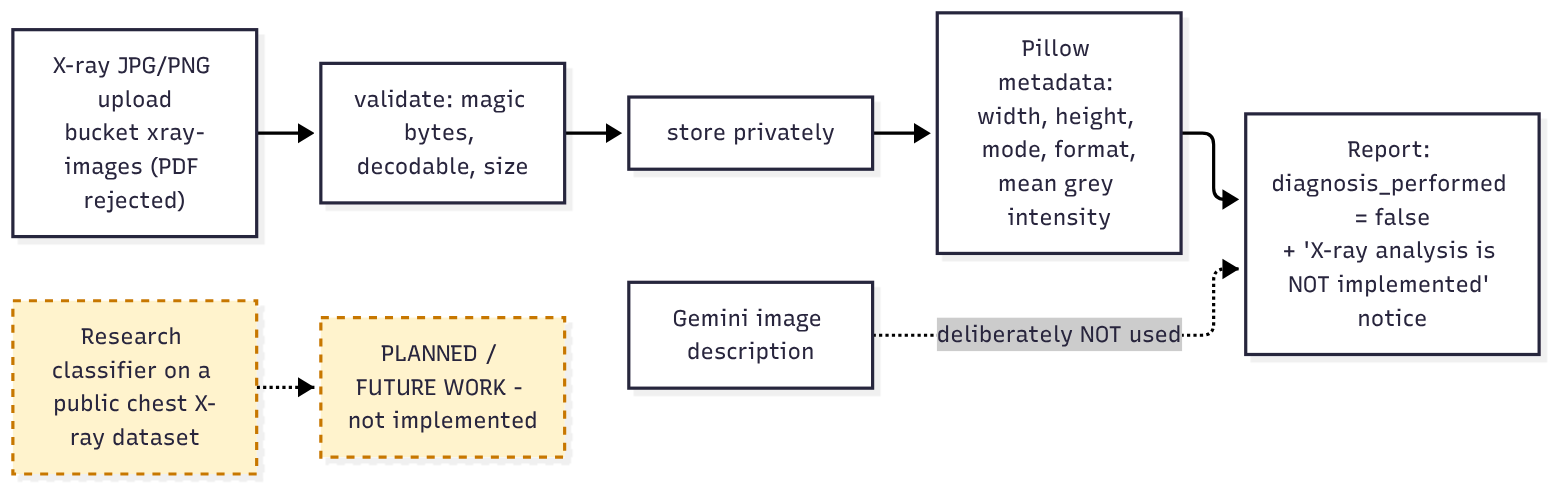 X-ray JPG/PNG
upload
bucket xray-
images (PDF
rejected)
validate: magic
bytes,
decodable, size
store privately
Pillow
metadata:
width, height,
mode, format,
mean grey
intensity
Report:
diagnosis_performed
= false
+ 'X-ray analysis is
NOT implemented'
notice
Gemini image
description
deliberately NOT used
Research
classifier on a
public chest X-
ray dataset
PLANNED /
FUTURE WORK -
not implemented